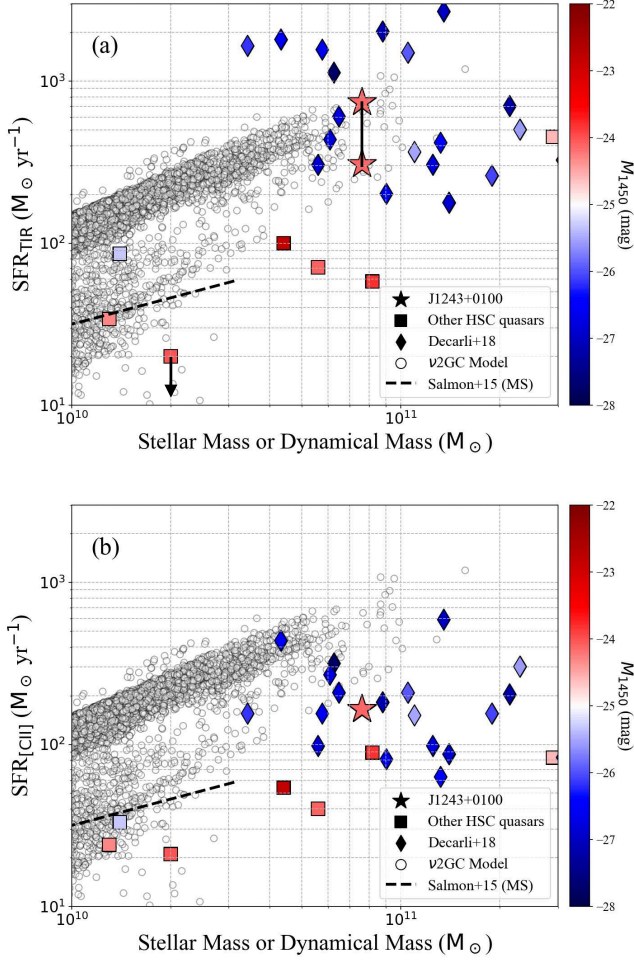 (a)
10³
10²
10¹
SFR_TIR (M⊙ yr⁻¹)
10¹⁰
10¹¹
Stellar Mass or Dynamical Mass (M⊙)
J1243+0100
Other HSC quasars
Decarli+18
ν2GC Model
Salmon+15 (MS)
−22
−23
−24
−25
−26
−27
−28
M₁₄₅₀ (mag)
(b)
10³
10²
10¹
SFR_[CII] (M⊙ yr⁻¹)
10¹⁰
10¹¹
Stellar Mass or Dynamical Mass (M⊙)
J1243+0100
Other HSC quasars
Decarli+18
ν2GC Model
Salmon+15 (MS)
−22
−23
−24
−25
−26
−27
−28
M₁₄₅₀ (mag)